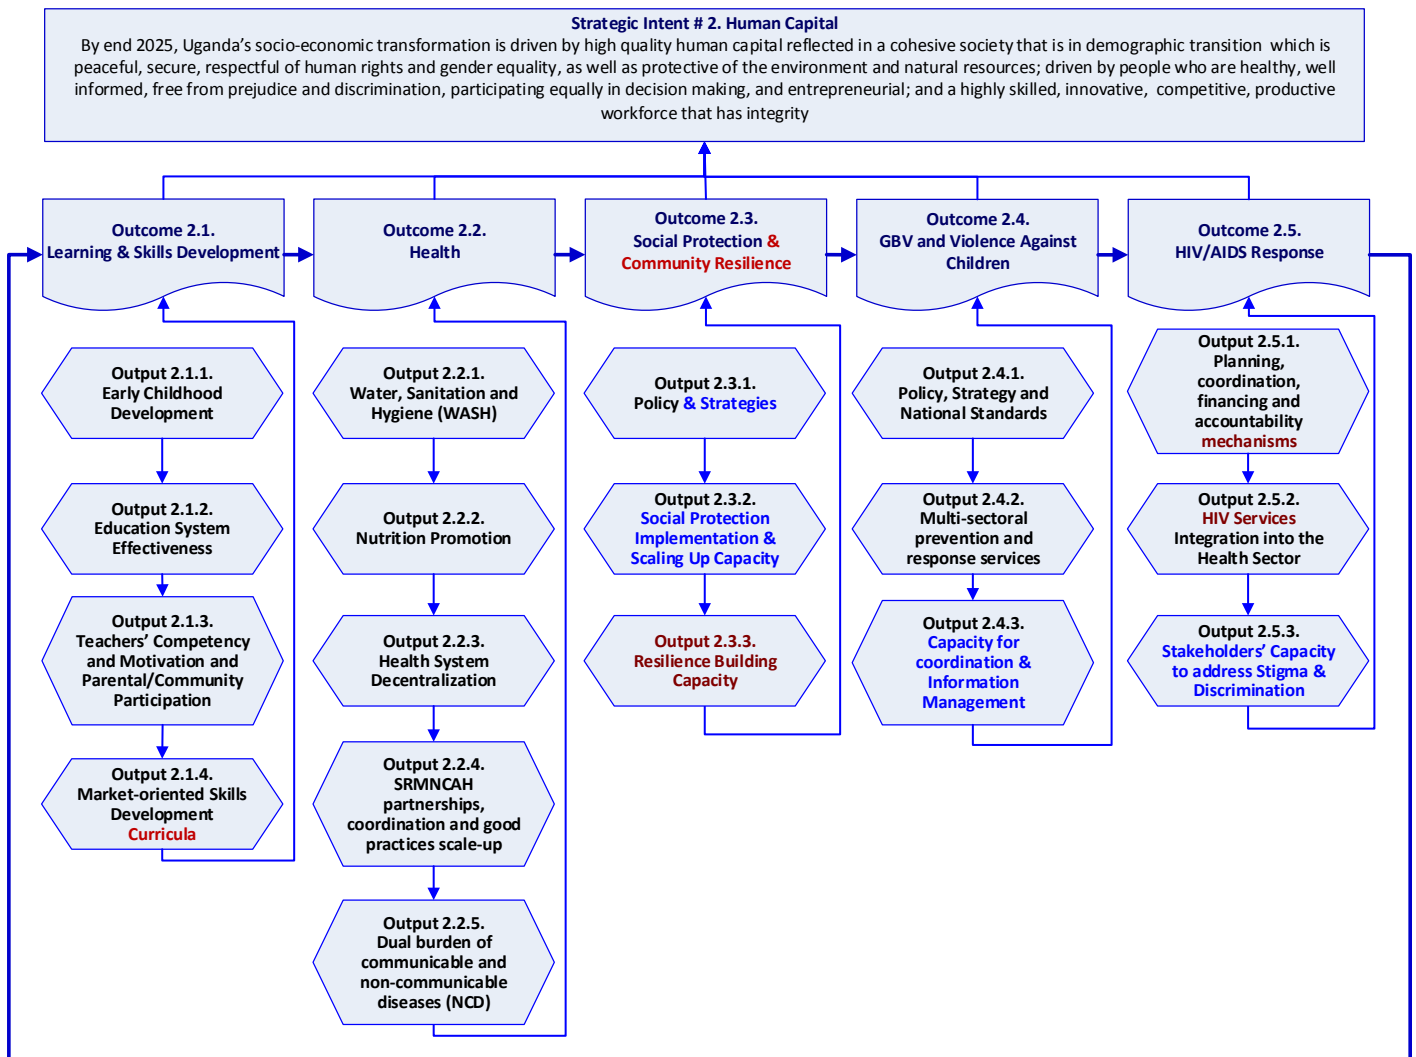 Strategic Intent # 2. Human Capital
By end 2025, Uganda’s socio-economic transformation is driven by high quality human capital reflected in a cohesive society that is in demographic transition which is
peaceful, secure, respectful of human rights and gender equality, as well as protective of the environment and natural resources; driven by people who are healthy, well
informed, free from prejudice and discrimination, participating equally in decision making, and entrepreneurial; and a highly skilled, innovative, competitive, productive
workforce that has integrity
Outcome 2.1.
Learning & Skills Development
Outcome 2.2.
Health
Outcome 2.3.
Social Protection &
Community Resilience
Outcome 2.4.
GBV and Violence Against
Children
Outcome 2.5.
HIV/AIDS Response
Output 2.1.1.
Early Childhood
Development
Output 2.1.2.
Education System
Effectiveness
Output 2.1.3.
Teachers’ Competency
and Motivation and
Parental/Community
Participation
Output 2.1.4.
Market-oriented Skills
Development
Curricula
Output 2.2.1.
Water, Sanitation and
Hygiene (WASH)
Output 2.2.2.
Nutrition Promotion
Output 2.2.3.
Health System
Decentralization
Output 2.2.4.
SRMNCAH
partnerships,
coordination and good
practices scale-up
Output 2.2.5.
Dual burden of
communicable and
non-communicable
diseases (NCD)
Output 2.3.1.
Policy & Strategies
Output 2.3.2.
Social Protection
Implementation &
Scaling Up Capacity
Output 2.3.3.
Resilience Building
Capacity
Output 2.4.1.
Policy, Strategy and
National Standards
Output 2.4.2.
Multi-sectoral
prevention and
response services
Output 2.4.3.
Capacity for
coordination &
Information
Management
Output 2.5.1.
Planning,
coordination,
financing and
accountability
mechanisms
Output 2.5.2.
HIV Services
Integration into the
Health Sector
Output 2.5.3.
Stakeholders’ Capacity
to address Stigma &
Discrimination